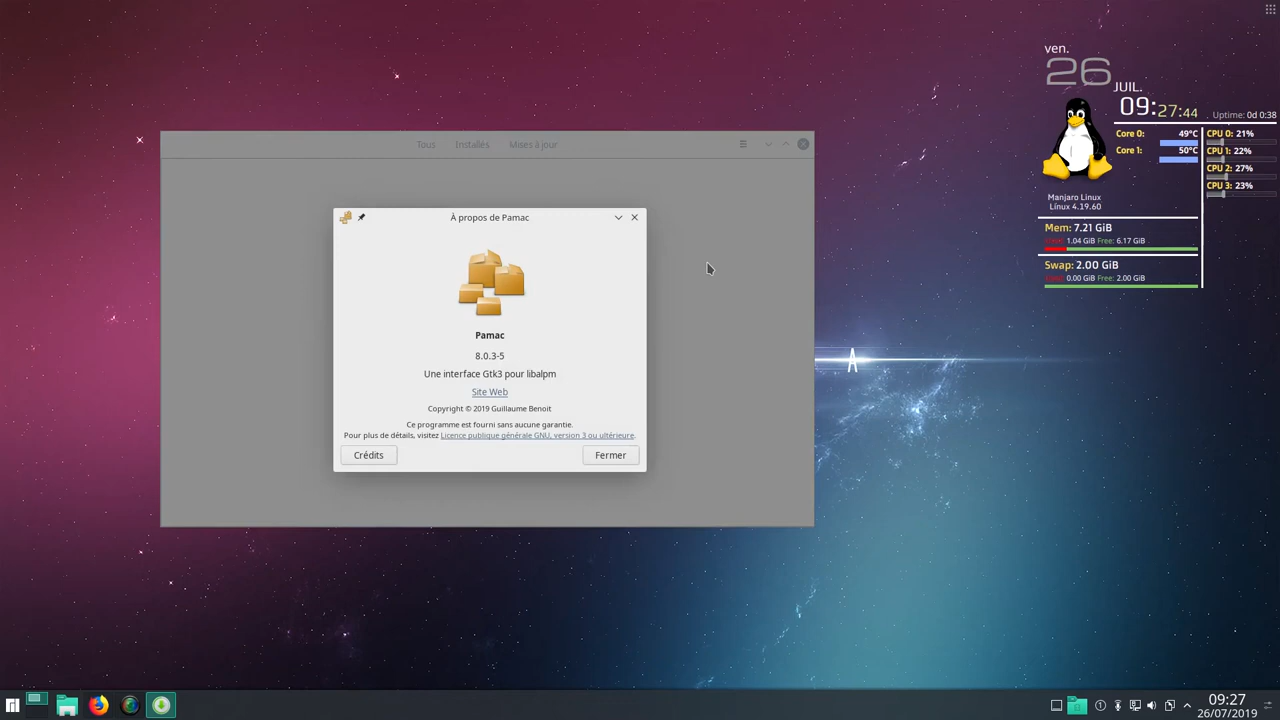 ven.
26
JUIL.
09:27:44
. Uptime: 0d 0:38
Core 0: 49°C
Core 1: 50°C
CPU 0: 21%
CPU 1: 22%
CPU 2: 27%
CPU 3: 23%
Manjaro Linux
Linux 4.19.60
Mem: 7.21 GiB
1.04 GiB Free: 6.17 GiB
Swap: 2.00 GiB
0.00 GiB Free: 2.00 GiB
Tous Installés Mises à jour
À propos de Pamac
Pamac
8.0.3-5
Une interface Gtk3 pour libalpm
Site Web
Copyright © 2019 Guillaume Benoit
Ce programme est fourni sans aucune garantie.
Pour plus de détails, visitez Licence publique générale GNU, version 3 ou ultérieure.
Crédits Fermer
09:27
26/07/2019